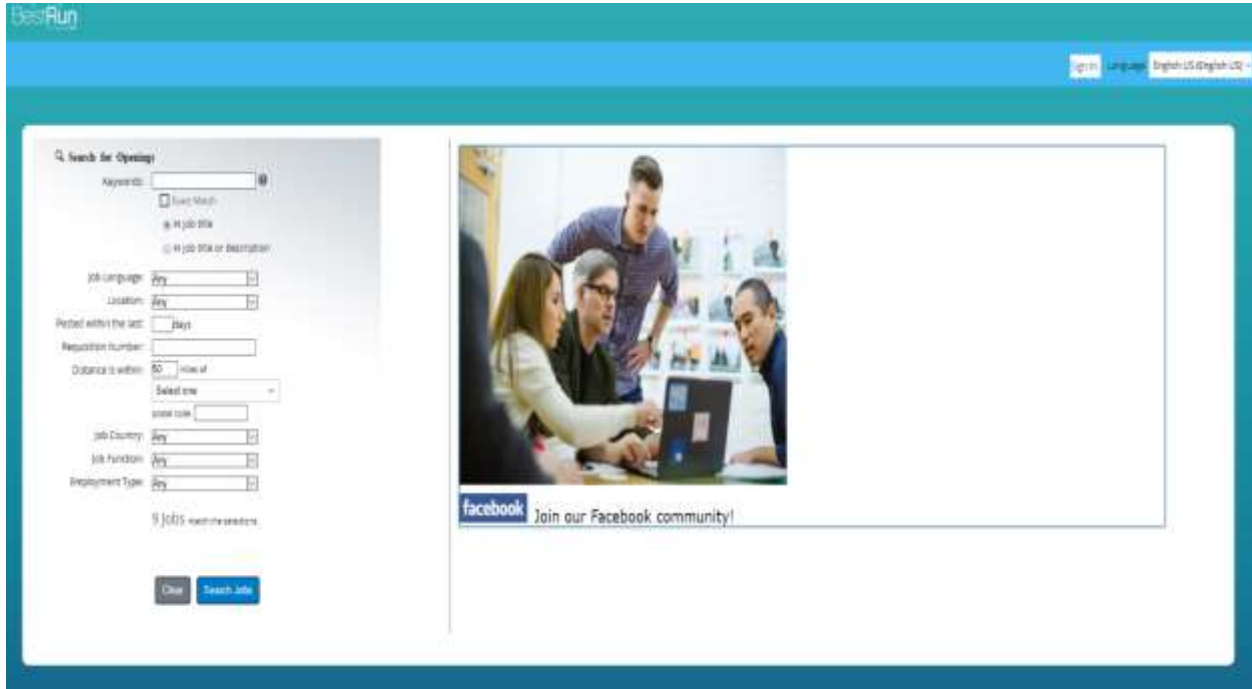 BestRun
Sign In Language English US (English US)
Search for Openings
Keywords:
Exact Match
in job title
in job title or description
Job Language: Any
Location: Any
Posted within the last: days
Requisition Number:
Distance is within: 50 miles of
Select one
postal code
Job Country: Any
Job Function: Any
Employment Type: Any
9 Jobs match the selections
Clear Search Jobs
facebook Join our Facebook community!